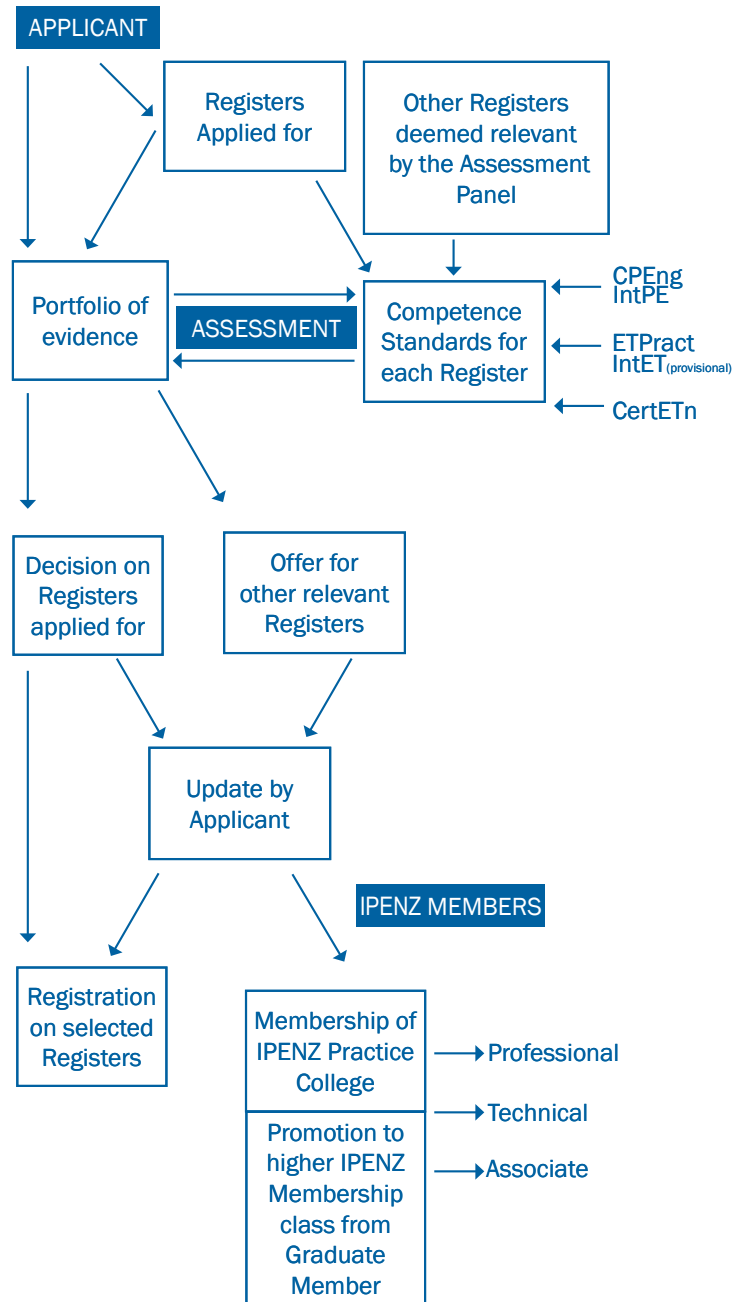 APPLICANT
Registers
Applied for
Other Registers
deemed relevant
by the Assessment
Panel
Portfolio of
evidence
ASSESSMENT
Competence
Standards for
each Register
CPEng
IntPE
ETPract
IntET(provisional)
CertETn
Decision on
Registers
applied for
Offer for
other relevant
Registers
Update by
Applicant
IPENZ MEMBERS
Registration
on selected
Registers
Membership of
IPENZ Practice
College
Professional
Technical
Associate
Promotion to
higher IPENZ
Membership
class from
Graduate
Member